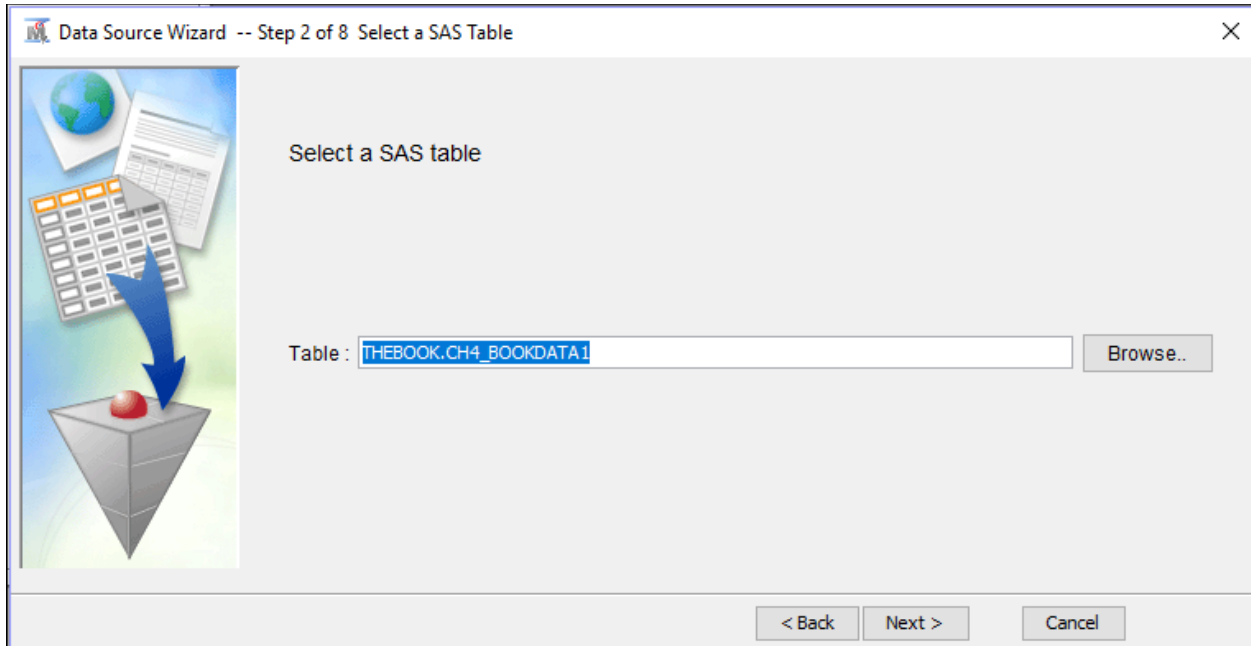 Data Source Wizard -- Step 2 of 8 Select a SAS Table
Select a SAS table
Table : THEBOOK.CH4_BOOKDATA1 Browse..
< Back Next > Cancel